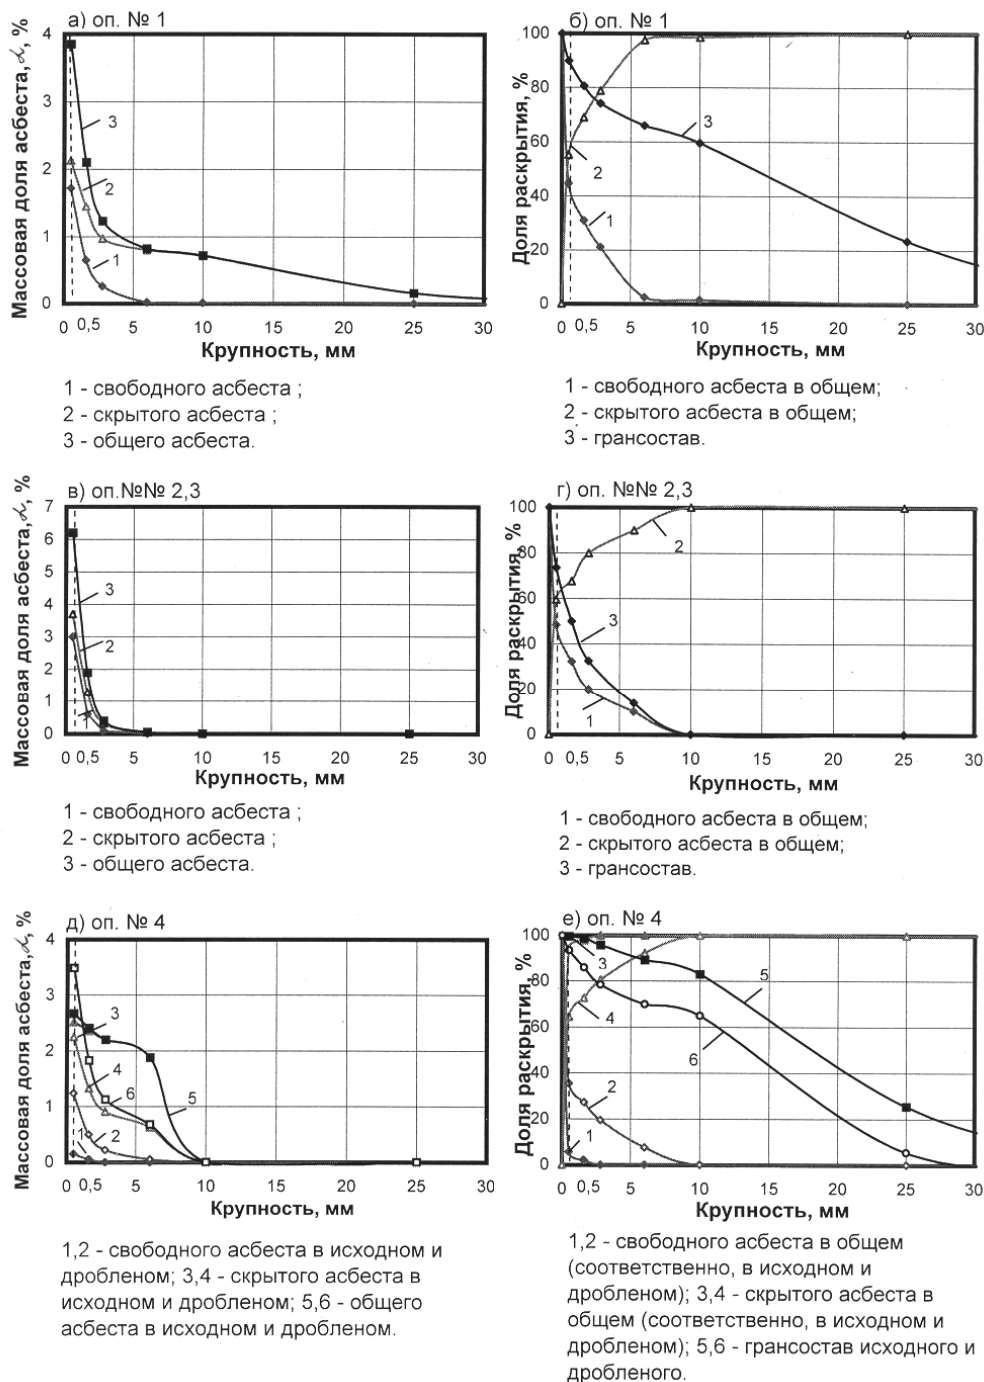 а) оп. № 1
Массовая доля асбеста,𝛼, %
4
3
2
1
0
3
2
1
0 0,5 5 10 15 20 25 30
Крупность, мм
1 - свободного асбеста ;
2 - скрытого асбеста ;
3 - общего асбеста.
б) оп. № 1
Доля раскрытия, %
100
80
60
40
20
0
3
2
1
0 0,5 5 10 15 20 25 30
Крупность, мм
1 - свободного асбеста в общем;
2 - скрытого асбеста в общем;
3 - грансостав.
в) оп.№№ 2,3
Массовая доля асбеста,𝛼, %
7
6
5
4
3
2
1
0
3
2
1
0 0,5 5 10 15 20 25 30
Крупность, мм
1 - свободного асбеста ;
2 - скрытого асбеста ;
3 - общего асбеста.
г) оп. №№ 2,3
Доля раскрытия, %
100
80
60
40
20
0
2
3
1
0 0,5 5 10 15 20 25 30
Крупность, мм
1 - свободного асбеста в общем;
2 - скрытого асбеста в общем;
3 - грансостав.
д) оп. № 4
Массовая доля асбеста,𝛼, %
4
3
2
1
0
3
4
6
5
1
2
0 0,5 5 10 15 20 25 30
Крупность, мм
1,2 - свободного асбеста в исходном и
дробленом; 3,4 - скрытого асбеста в
исходном и дробленом; 5,6 - общего
асбеста в исходном и дробленом.
е) оп. № 4
Доля раскрытия, %
100
80
60
40
20
0
3
4
5
6
2
1
0 0,5 5 10 15 20 25 30
Крупность, мм
1,2 - свободного асбеста в общем
(соответственно, в исходном и
дробленом); 3,4 - скрытого асбеста в
общем (соответственно, в исходном и
дробленом); 5,6 - грансостав исходного и
дробленого.